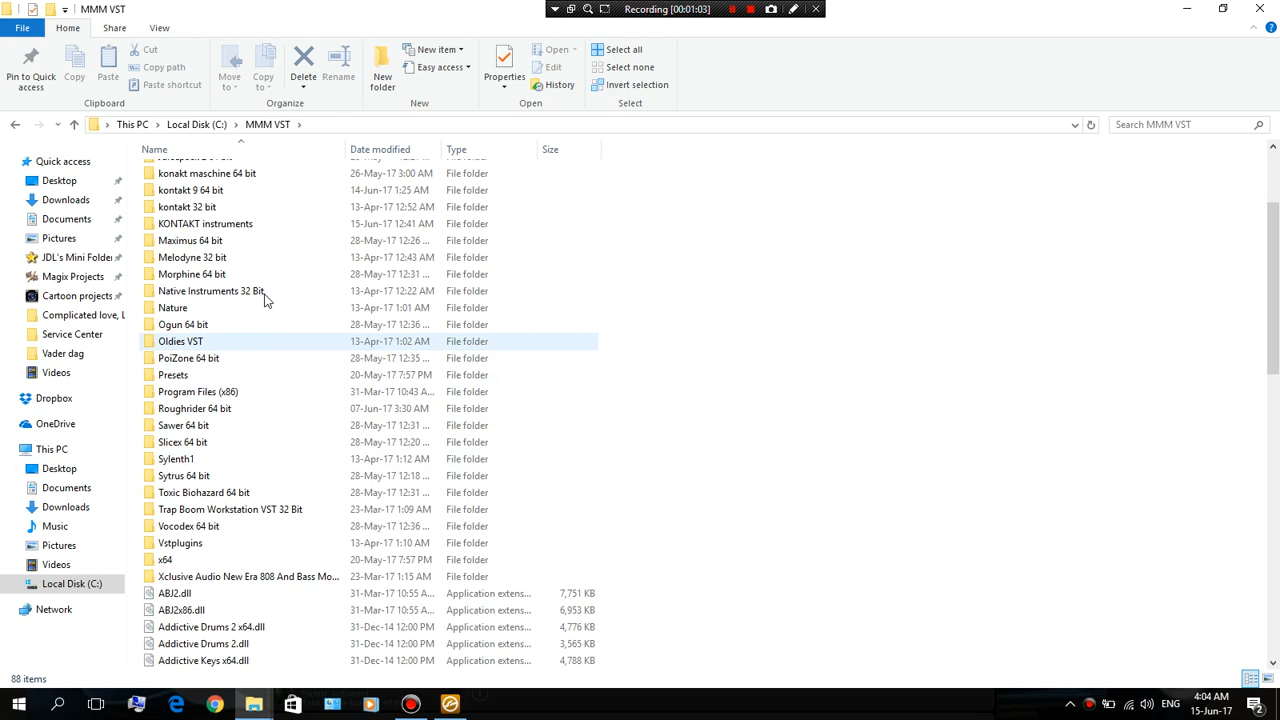 MMM VST
Recording [00:01:03]
File Home Share View
Pin to Quick access
Copy
Paste
Cut
Copy path
Paste shortcut
Clipboard
Move to
Copy to
Delete
Rename
Organize
New folder
New item
Easy access
New
Properties
Open
Edit
History
Open
Select all
Select none
Invert selection
Select
This PC > Local Disk (C:) > MMM VST >
Search MMM VST
Name Date modified Type Size
Quick access
Desktop
Downloads
Documents
Pictures
JDL's Mini Folder
Magix Projects
Cartoon projects
Complicated love, L
Service Center
Vader dag
Videos
Dropbox
OneDrive
This PC
Desktop
Documents
Downloads
Music
Pictures
Videos
Local Disk (C:)
Network
konakt maschine 64 bit 26-May-17 3:00 AM File folder
kontakt 9 64 bit 14-Jun-17 1:25 AM File folder
kontakt 32 bit 13-Apr-17 12:52 AM File folder
KONTAKT instruments 15-Jun-17 12:41 AM File folder
Maximus 64 bit 28-May-17 12:26 ... File folder
Melodyne 32 bit 13-Apr-17 12:43 AM File folder
Morphine 64 bit 28-May-17 12:31 ... File folder
Native Instruments 32 Bit 13-Apr-17 12:22 AM File folder
Nature 13-Apr-17 1:01 AM File folder
Ogun 64 bit 28-May-17 12:36 ... File folder
Oldies VST 13-Apr-17 1:02 AM File folder
PoiZone 64 bit 28-May-17 12:35 ... File folder
Presets 20-May-17 7:57 PM File folder
Program Files (x86) 31-Mar-17 10:43 A... File folder
Roughrider 64 bit 07-Jun-17 3:30 AM File folder
Sawer 64 bit 28-May-17 12:31 ... File folder
Slicex 64 bit 28-May-17 12:20 ... File folder
Sylenth1 13-Apr-17 1:12 AM File folder
Sytrus 64 bit 28-May-17 12:18 ... File folder
Toxic Biohazard 64 bit 28-May-17 12:31 ... File folder
Trap Boom Workstation VST 32 Bit 23-Mar-17 1:09 AM File folder
Vocodex 64 bit 28-May-17 12:36 ... File folder
Vstplugins 13-Apr-17 1:10 AM File folder
x64 20-May-17 7:57 PM File folder
Xclusive Audio New Era 808 And Bass Mo... 23-Mar-17 1:15 AM File folder
ABJ2.dll 31-Mar-17 10:55 A... Application extens... 7,751 KB
ABJ2x86.dll 31-Mar-17 10:55 A... Application extens... 6,953 KB
Addictive Drums 2 x64.dll 31-Dec-14 12:00 PM Application extens... 4,776 KB
Addictive Drums 2.dll 31-Dec-14 12:00 PM Application extens... 3,565 KB
Addictive Keys x64.dll 31-Dec-14 12:00 PM Application extens... 4,788 KB
88 items
ENG
4:04 AM
15-Jun-17